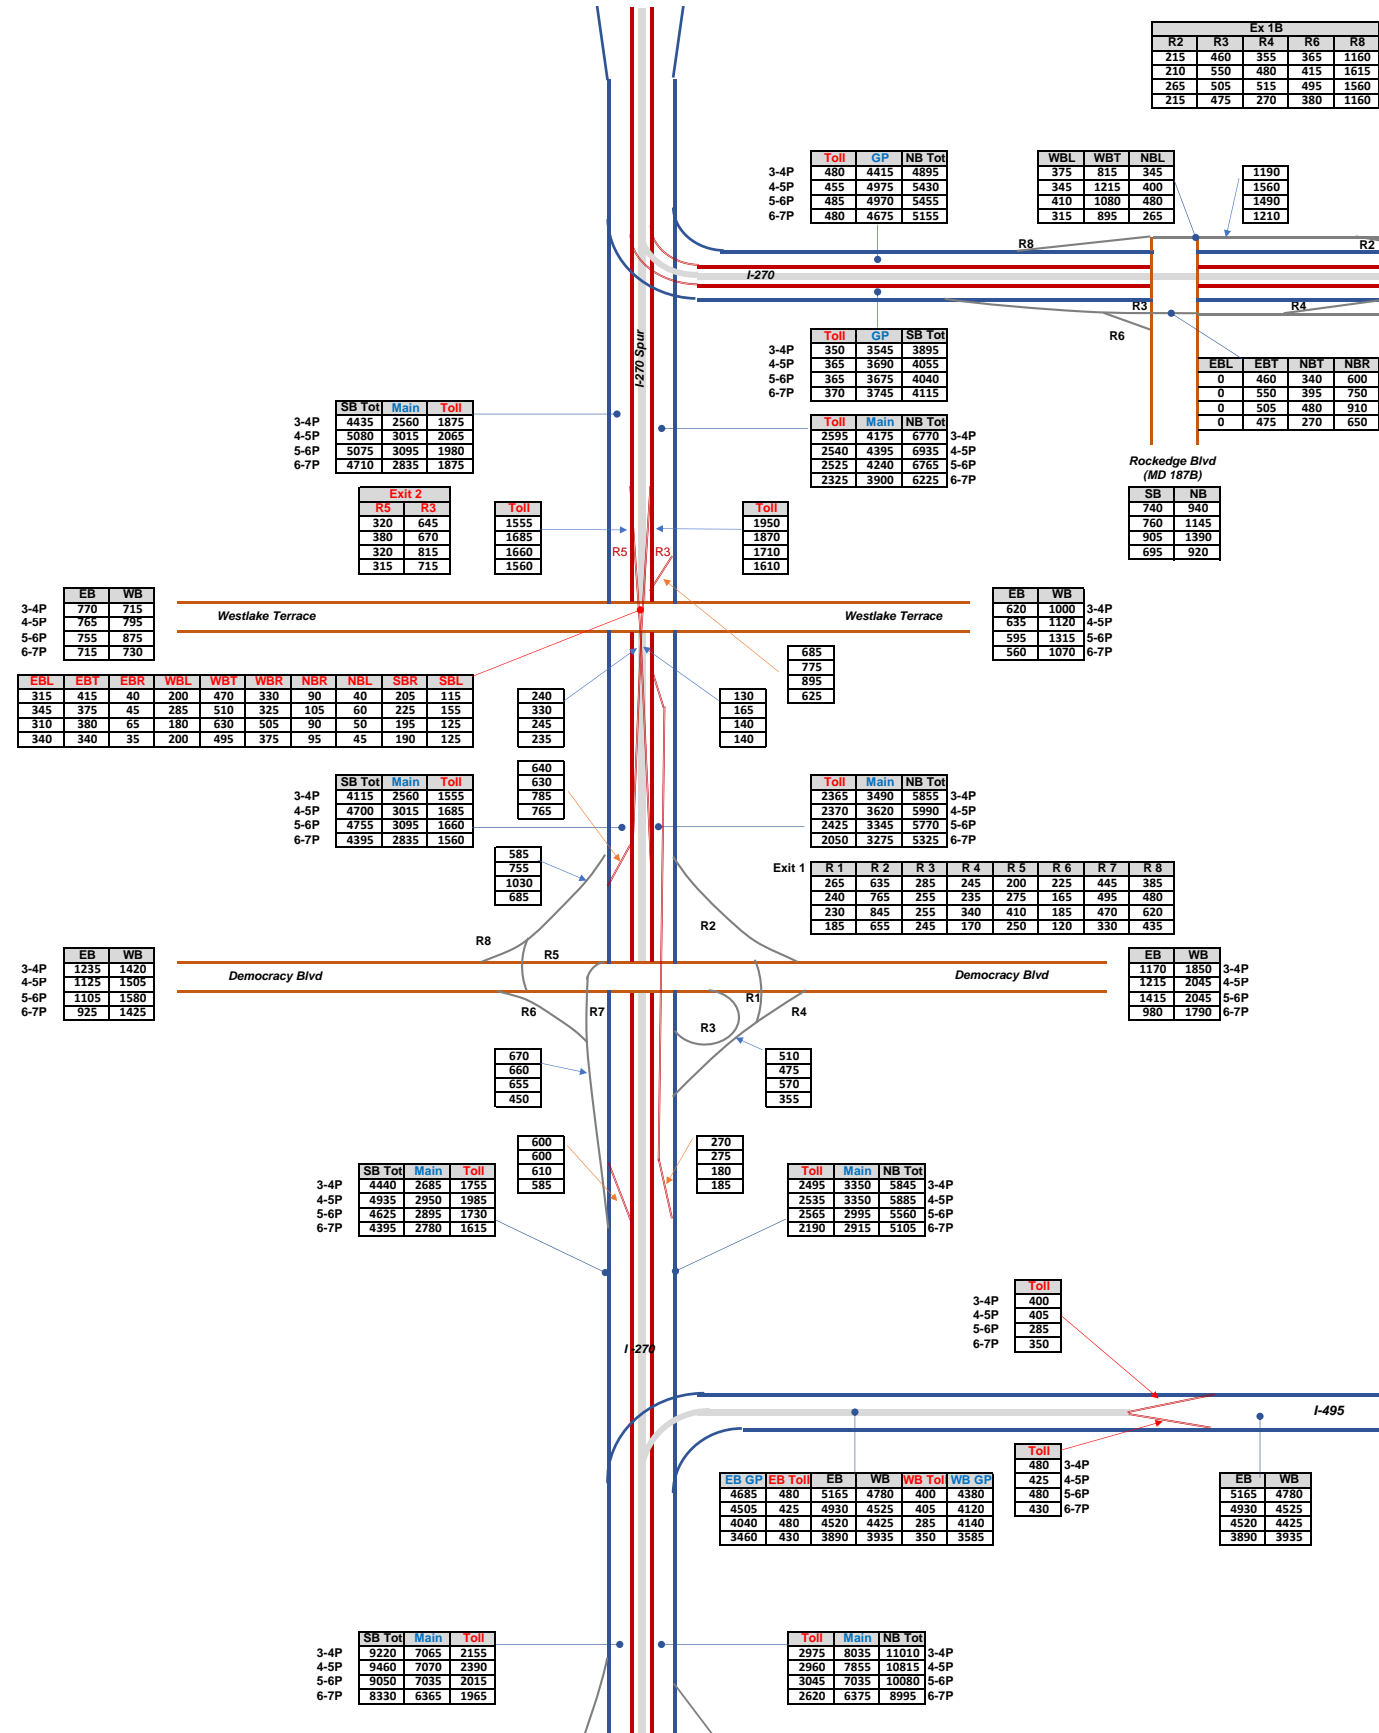 Ex 1B
R2 R3 R4 R6 R8
215 460 355 365 1160
210 550 480 415 1615
265 505 515 495 1560
215 475 270 380 1160
Toll GP NB Tot
3-4P 480 4415 4895
4-5P 455 4975 5430
5-6P 485 4970 5455
6-7P 480 4675 5155
WBL WBT NBL
375 815 345
345 1215 400
410 1080 480
315 895 265
1190
1560
1490
1210
R8
R2
I-270
R3
R4
R6
I-270 Spur
Toll GP SB Tot
3-4P 350 3545 3895
4-5P 365 3690 4055
5-6P 365 3675 4040
6-7P 370 3745 4115
EBL EBT NBT NBR
0 460 340 600
0 550 395 750
0 505 480 910
0 475 270 650
SB Tot Main Toll
3-4P 4435 2560 1875
4-5P 5080 3015 2065
5-6P 5075 3095 1980
6-7P 4710 2835 1875
Toll Main NB Tot
2595 4175 6770 3-4P
2540 4395 6935 4-5P
2525 4240 6765 5-6P
2325 3900 6225 6-7P
Rockedge Blvd
(MD 187B)
SB NB
740 940
760 1145
905 1390
695 920
Exit 2
R5 R3
320 645
380 670
320 815
315 715
Toll
1555
1685
1660
1560
Toll
1950
1870
1710
1610
R5
R3
EB WB
3-4P 770 715
4-5P 765 795
5-6P 755 875
6-7P 715 730
Westlake Terrace
Westlake Terrace
EB WB
620 1000 3-4P
635 1120 4-5P
595 1315 5-6P
560 1070 6-7P
685
775
895
625
EBL EBT EBR WBL WBT WBR NBR NBL SBR SBL
315 415 40 200 470 330 90 40 205 115
345 375 45 285 510 325 105 60 225 155
310 380 65 180 630 505 90 50 195 125
340 340 35 200 495 375 95 45 190 125
240
330
245
235
130
165
140
140
640
630
785
765
SB Tot Main Toll
3-4P 4115 2560 1555
4-5P 4700 3015 1685
5-6P 4755 3095 1660
6-7P 4395 2835 1560
Toll Main NB Tot
2365 3490 5855 3-4P
2370 3620 5990 4-5P
2425 3345 5770 5-6P
2050 3275 5325 6-7P
585
755
1030
685
Exit 1 R 1 R 2 R 3 R 4 R 5 R 6 R 7 R 8
265 635 285 245 200 225 445 385
240 765 255 235 275 165 495 480
230 845 255 340 410 185 470 620
185 655 245 170 250 120 330 435
R8
R5
R2
EB WB
3-4P 1235 1420
4-5P 1125 1505
5-6P 1105 1580
6-7P 925 1425
Democracy Blvd
Democracy Blvd
EB WB
1170 1850 3-4P
1215 2045 4-5P
1415 2045 5-6P
980 1790 6-7P
R6
R7
R1
R3
R4
670
660
655
450
510
475
570
355
600
600
610
585
270
275
180
185
SB Tot Main Toll
3-4P 4440 2685 1755
4-5P 4935 2950 1985
5-6P 4625 2895 1730
6-7P 4395 2780 1615
Toll Main NB Tot
2495 3350 5845 3-4P
2535 3350 5885 4-5P
2565 2995 5560 5-6P
2190 2915 5105 6-7P
Toll
3-4P 400
4-5P 405
5-6P 285
6-7P 350
I -270
I-495
Toll
480 3-4P
425 4-5P
480 5-6P
430 6-7P
EB GP EB Toll EB WB WB Toll WB GP
4685 480 5165 4780 400 4380
4505 425 4930 4525 405 4120
4040 480 4520 4425 285 4140
3460 430 3890 3935 350 3585
EB WB
5165 4780
4930 4525
4520 4425
3890 3935
SB Tot Main Toll
3-4P 9220 7065 2155
4-5P 9460 7070 2390
5-6P 9050 7035 2015
6-7P 8330 6365 1965
Toll Main NB Tot
2975 8035 11010 3-4P
2960 7855 10815 4-5P
3045 7035 10080 5-6P
2620 6375 8995 6-7P